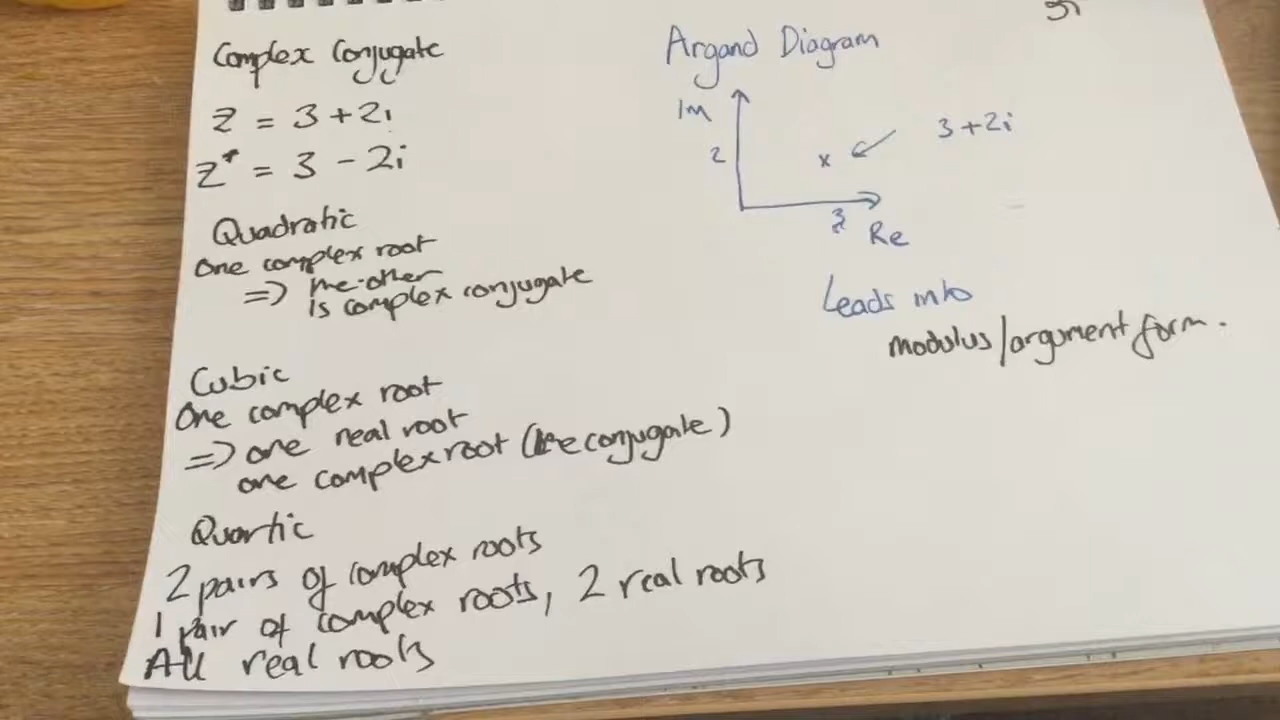 Complex Conjugate
z = 3 + 2i
z* = 3 - 2i
Quadratic
One complex root
=> the other
is complex conjugate
Cubic
One complex root
=> one real root
one complex root (the conjugate)
Quartic
2 pairs of complex roots
1 pair of complex roots, 2 real roots
All real roots
Argand Diagram
Im
2
x
3+2i
3
Re
Leads into
modulus/argument form.